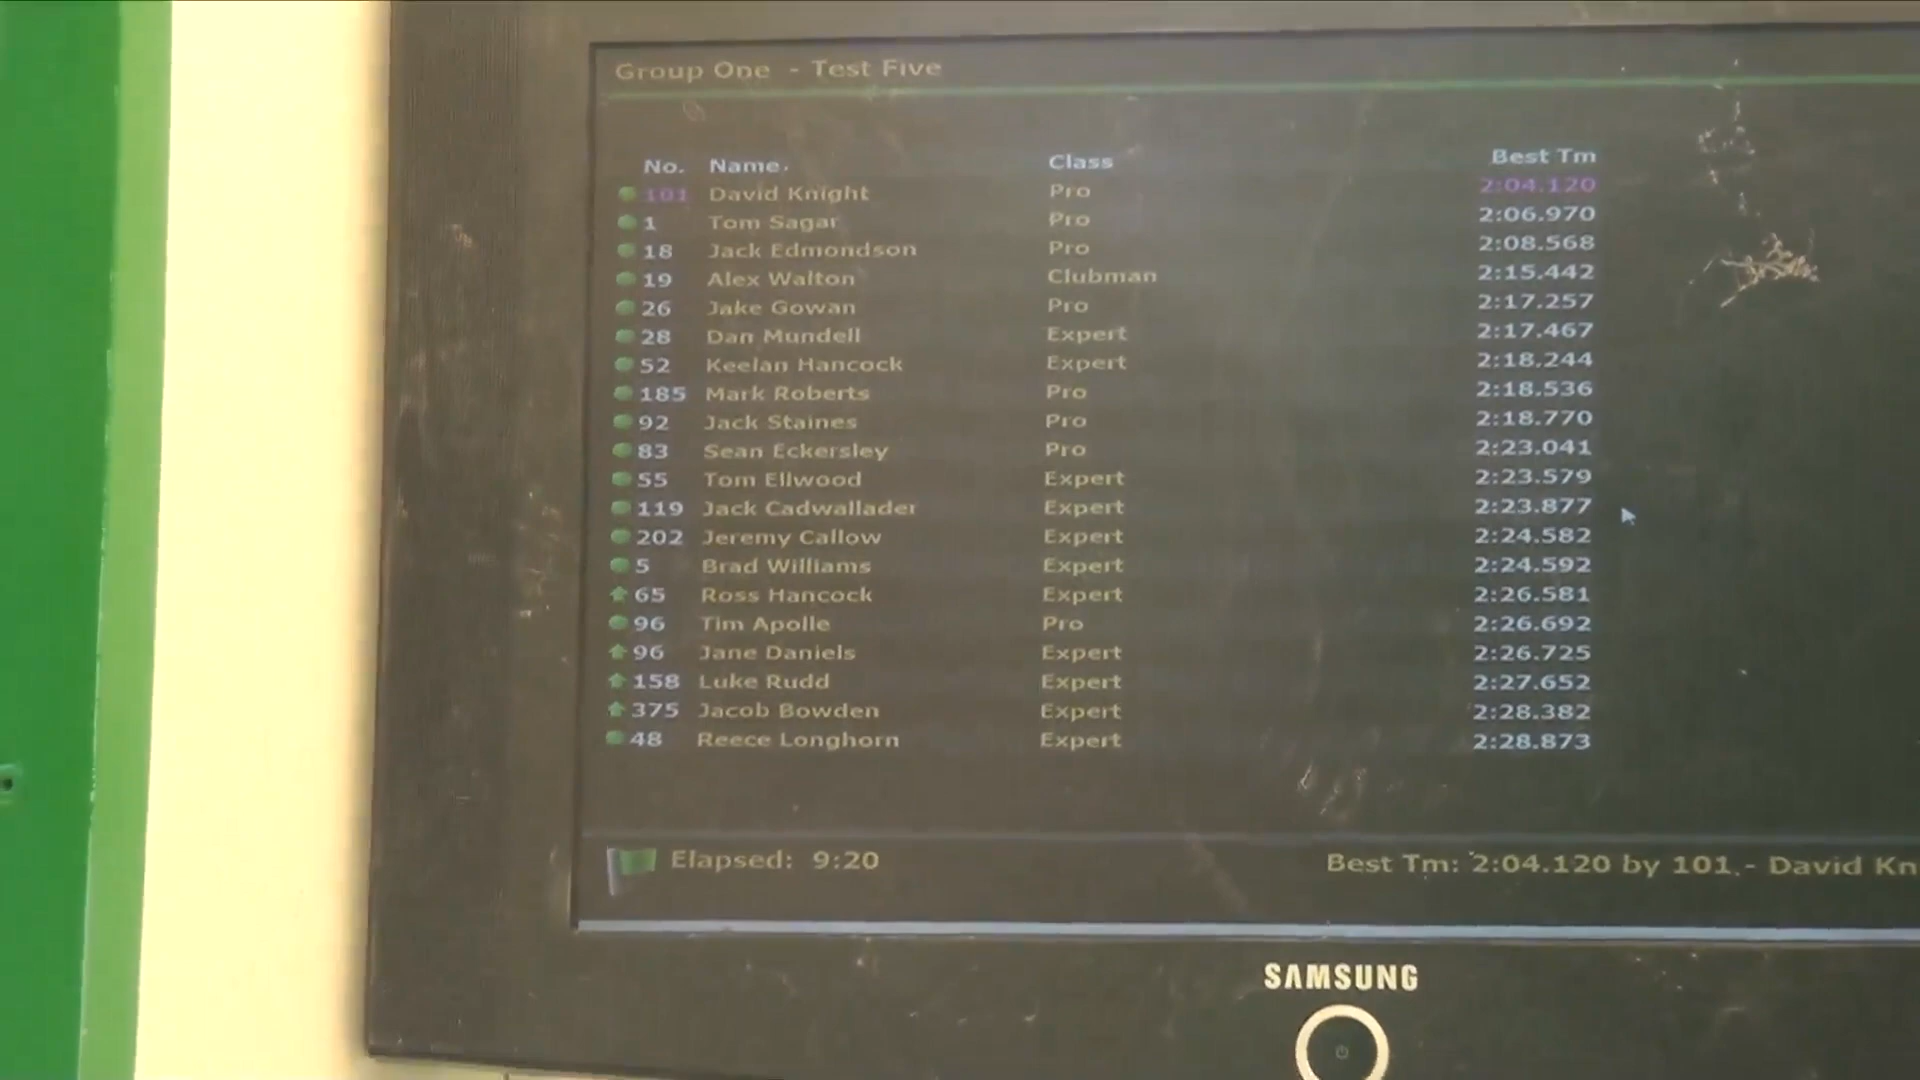 Group One - Test Five
No. Name Class Best Tm
101 David Knight Pro 2:04.120
1 Tom Sagar Pro 2:06.970
18 Jack Edmondson Pro 2:08.568
19 Alex Walton Clubman 2:15.442
26 Jake Gowan Pro 2:17.257
28 Dan Mundell Expert 2:17.467
52 Keelan Hancock Expert 2:18.244
185 Mark Roberts Pro 2:18.536
92 Jack Staines Pro 2:18.770
83 Sean Eckersley Pro 2:23.041
55 Tom Ellwood Expert 2:23.579
119 Jack Cadwallader Expert 2:23.877
202 Jeremy Callow Expert 2:24.582
5 Brad Williams Expert 2:24.592
65 Ross Hancock Expert 2:26.581
96 Tim Apolle Pro 2:26.692
96 Jane Daniels Expert 2:26.725
158 Luke Rudd Expert 2:27.652
375 Jacob Bowden Expert 2:28.382
48 Reece Longhorn Expert 2:28.873
Elapsed: 9:20 Best Tm: 2:04.120 by 101 - David Kn
SAMSUNG